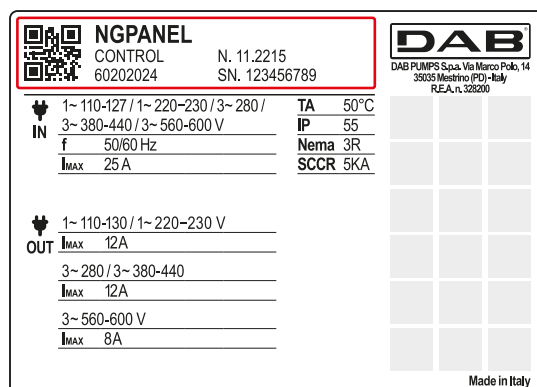 NGPANEL
CONTROL N. 11.2215
60202024 SN. 123456789
DAB
DAB PUMPS S.p.a. Via Marco Polo, 14
35035 Mestrino (PD) - Italy
R.E.A. n. 328200
IN
1~ 110-127 / 1~ 220-230 / 3~ 280 /
3~ 380-440 / 3~ 560-600 V
f 50/60 Hz
IMAX 25 A
TA 50°C
IP 55
Nema 3R
SCCR 5KA
OUT
1~ 110-130 / 1~ 220-230 V
IMAX 12A
3~ 280 / 3~ 380-440
IMAX 12A
3~ 560-600 V
IMAX 8A
Made in Italy